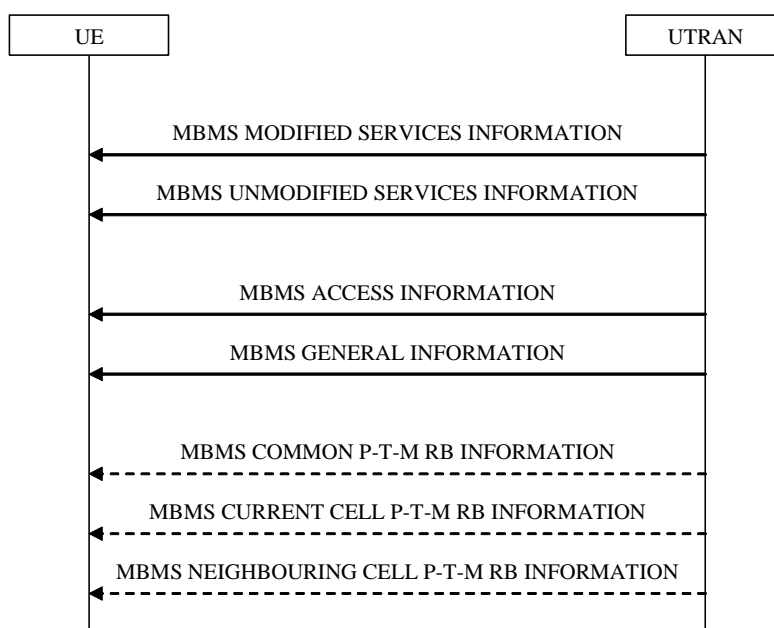 UE
UTRAN
MBMS MODIFIED SERVICES INFORMATION
MBMS UNMODIFIED SERVICES INFORMATION
MBMS ACCESS INFORMATION
MBMS GENERAL INFORMATION
MBMS COMMON P-T-M RB INFORMATION
MBMS CURRENT CELL P-T-M RB INFORMATION
MBMS NEIGHBOURING CELL P-T-M RB INFORMATION